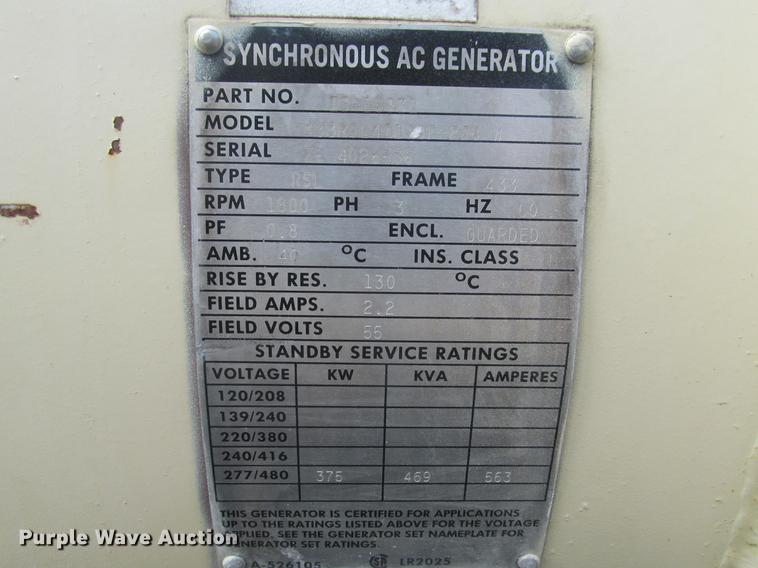 SYNCHRONOUS AC GENERATOR
PART NO.
MODEL
SERIAL
TYPE RSL FRAME 433
RPM 1800 PH 3 HZ 60
PF 0.8 ENCL. GUARDED
AMB. 40 °C INS. CLASS H
RISE BY RES. 130 °C
FIELD AMPS. 2.2
FIELD VOLTS 55
STANDBY SERVICE RATINGS
VOLTAGE KW KVA AMPERES
120/208
139/240
220/380
240/416
277/480 375 469 563
THIS GENERATOR IS CERTIFIED FOR APPLICATIONS
UP TO THE RATINGS LISTED ABOVE FOR THE VOLTAGE
APPLIED. SEE THE GENERATOR SET NAMEPLATE FOR
GENERATOR SET RATINGS.
A-526105 LR2025
Purple Wave Auction